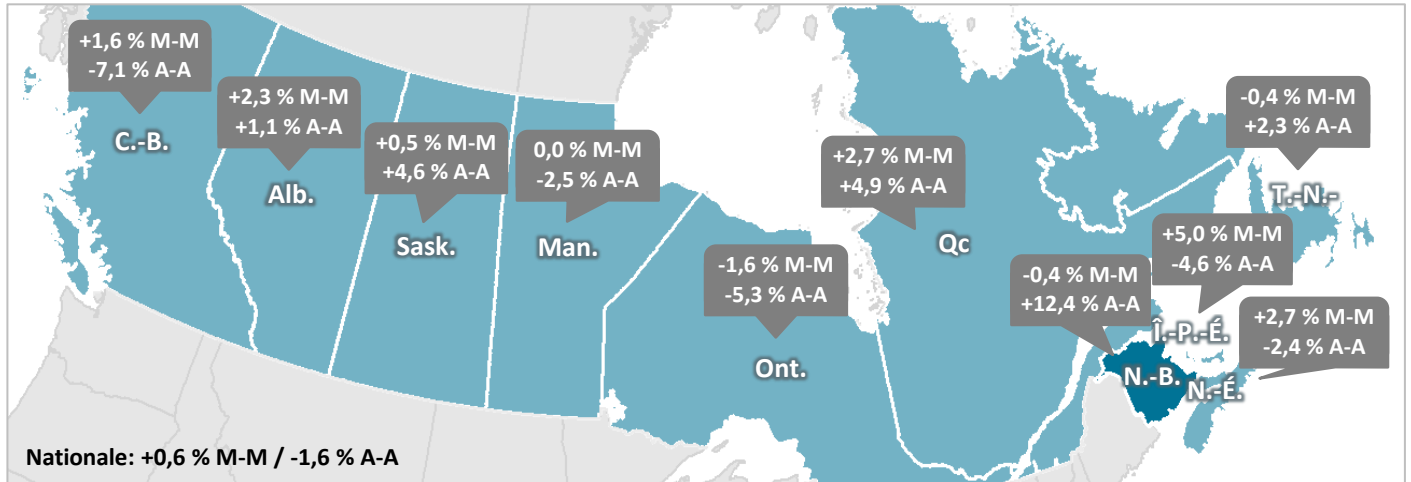 +1,6 % M-M
-7,1 % A-A
C.-B.
+2,3 % M-M
+1,1 % A-A
Alb.
+0,5 % M-M
+4,6 % A-A
Sask.
0,0 % M-M
-2,5 % A-A
Man.
-1,6 % M-M
-5,3 % A-A
Ont.
+2,7 % M-M
+4,9 % A-A
Qc
-0,4 % M-M
+2,3 % A-A
T.-N.-
+5,0 % M-M
-4,6 % A-A
Î.-P.-É.
-0,4 % M-M
+12,4 % A-A
N.-B.
+2,7 % M-M
-2,4 % A-A
N.-É.
Nationale: +0,6 % M-M / -1,6 % A-A